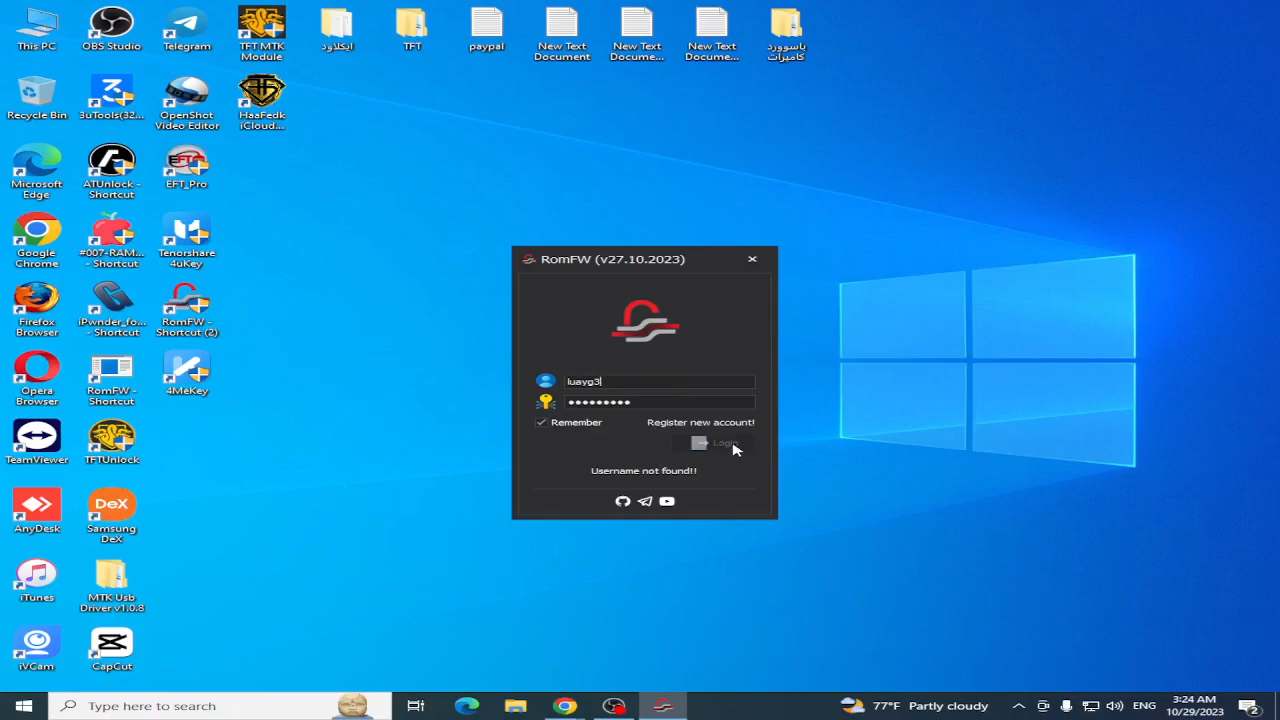 This PC
OBS Studio
Telegram
TFT MTK
Module
ايكلاود
TFT
paypal
New Text
Document
New Text
Docume...
New Text
Docume...
باسوورد
كاميرات
Recycle Bin
3uTools(32...
OpenShot
Video Editor
HaaFedk
iCloud...
Microsoft
Edge
ATUnlock -
Shortcut
EFT_Pro
Google
Chrome
#007-RAM...
- Shortcut
Tenorshare
4uKey
Firefox
Browser
iPwnder_fo...
- Shortcut
RomFW -
Shortcut (2)
Opera
Browser
RomFW -
Shortcut
4MeKey
TeamViewer
TFTUnlock
AnyDesk
DeX
Samsung
DeX
iTunes
MTK Usb
Driver v1.0.8
iVCam
CapCut
RomFW (v27.10.2023)
luayg3
Remember
Register new account!
Login
Username not found!!
Type here to search
77°F Partly cloudy
ENG
3:24 AM
10/29/2023
2